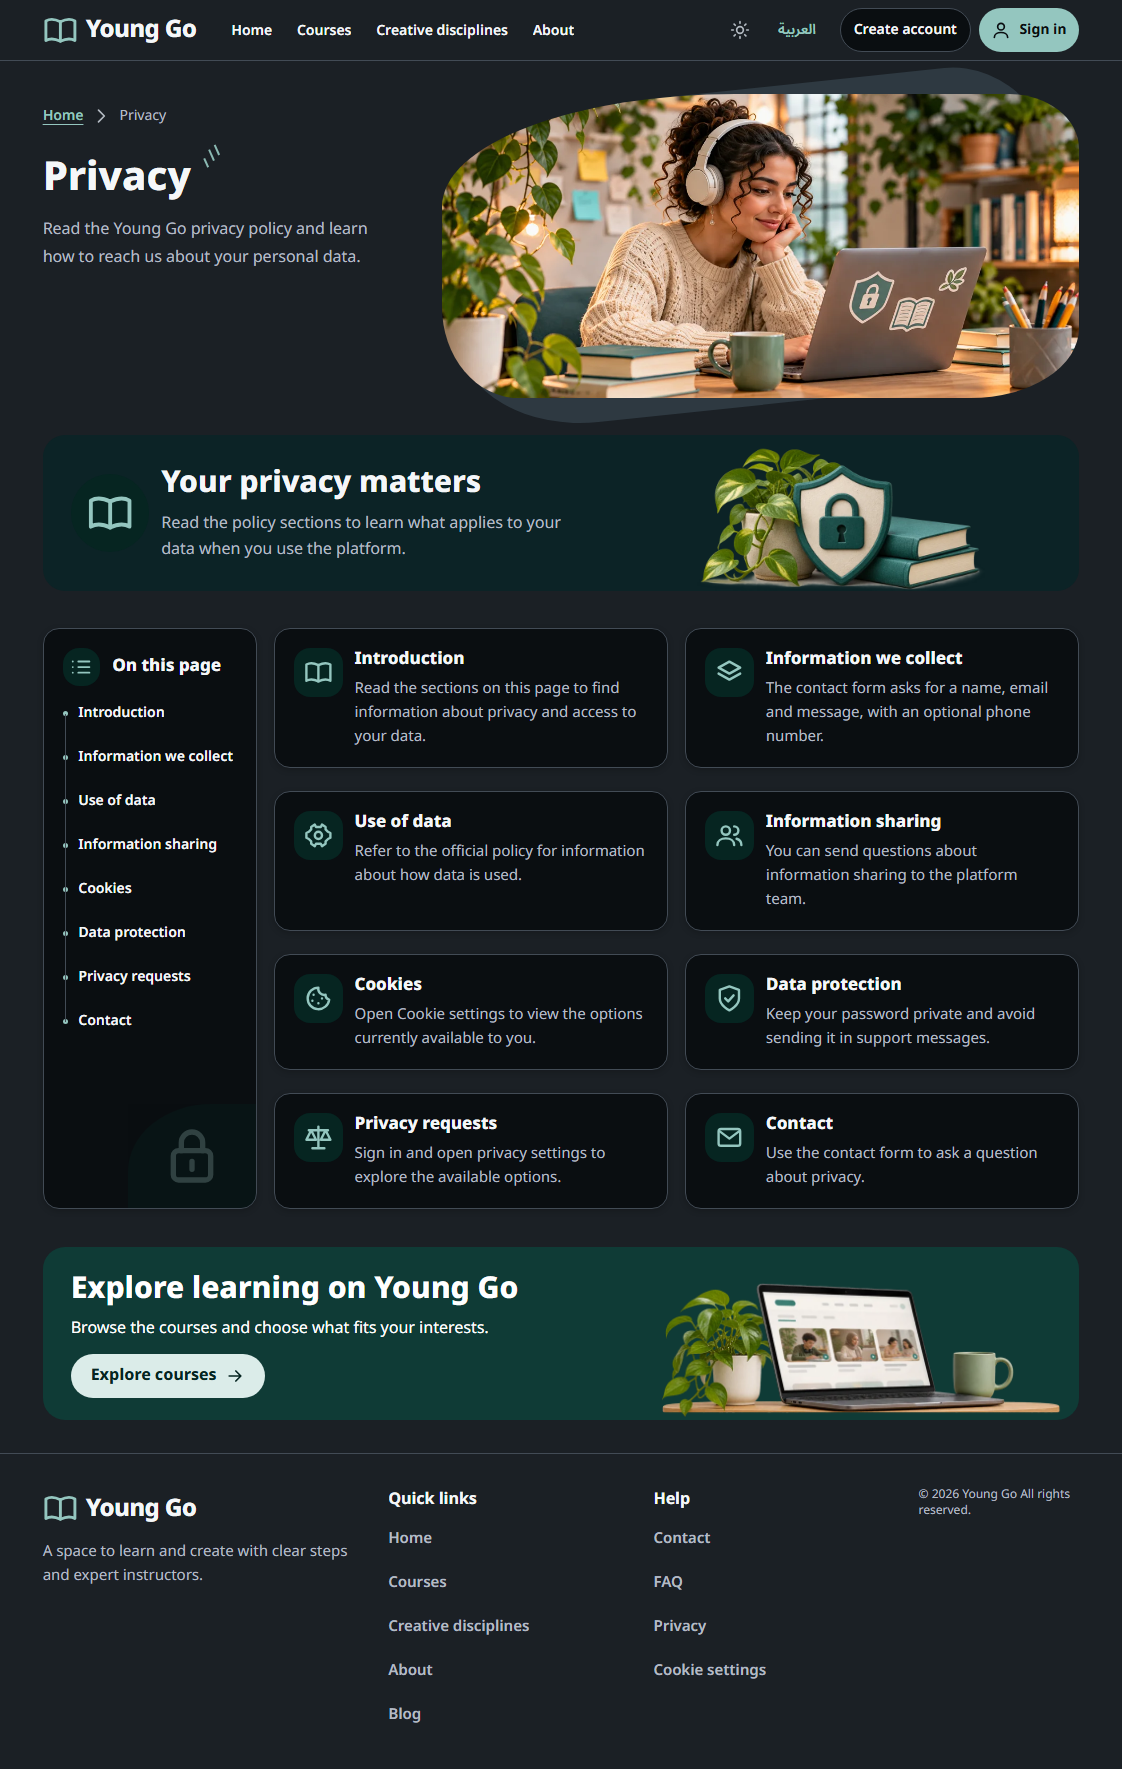 Young Go
Home
Courses
Creative disciplines
About
العربية
Create account
Sign in
Home
Privacy
Privacy
Read the Young Go privacy policy and learn
how to reach us about your personal data.
Your privacy matters
Read the policy sections to learn what applies to your
data when you use the platform.
On this page
Introduction
Information we collect
Use of data
Information sharing
Cookies
Data protection
Privacy requests
Contact
Introduction
Read the sections on this page to find
information about privacy and access to
your data.
Information we collect
The contact form asks for a name, email
and message, with an optional phone
number.
Use of data
Refer to the official policy for information
about how data is used.
Information sharing
You can send questions about
information sharing to the platform
team.
Cookies
Open Cookie settings to view the options
currently available to you.
Data protection
Keep your password private and avoid
sending it in support messages.
Privacy requests
Sign in and open privacy settings to
explore the available options.
Contact
Use the contact form to ask a question
about privacy.
Explore learning on Young Go
Browse the courses and choose what fits your interests.
Explore courses
Young Go
A space to learn and create with clear steps
and expert instructors.
Quick links
Home
Courses
Creative disciplines
About
Blog
Help
Contact
FAQ
Privacy
Cookie settings
© 2026 Young Go All rights
reserved.